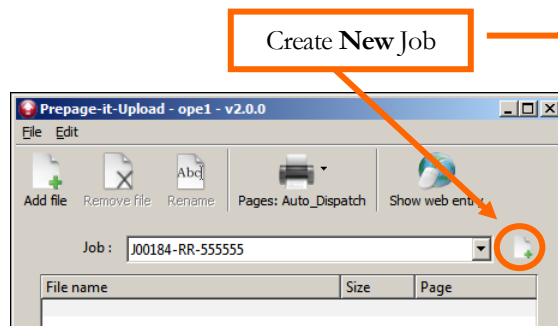 Create New Job
Prepage-it-Upload - ope1 - v2.0.0
File Edit
Abc
Add file Remove file Rename Pages: Auto_Dispatch Show web entry
Job : J00184-RR-555555
File name Size Page